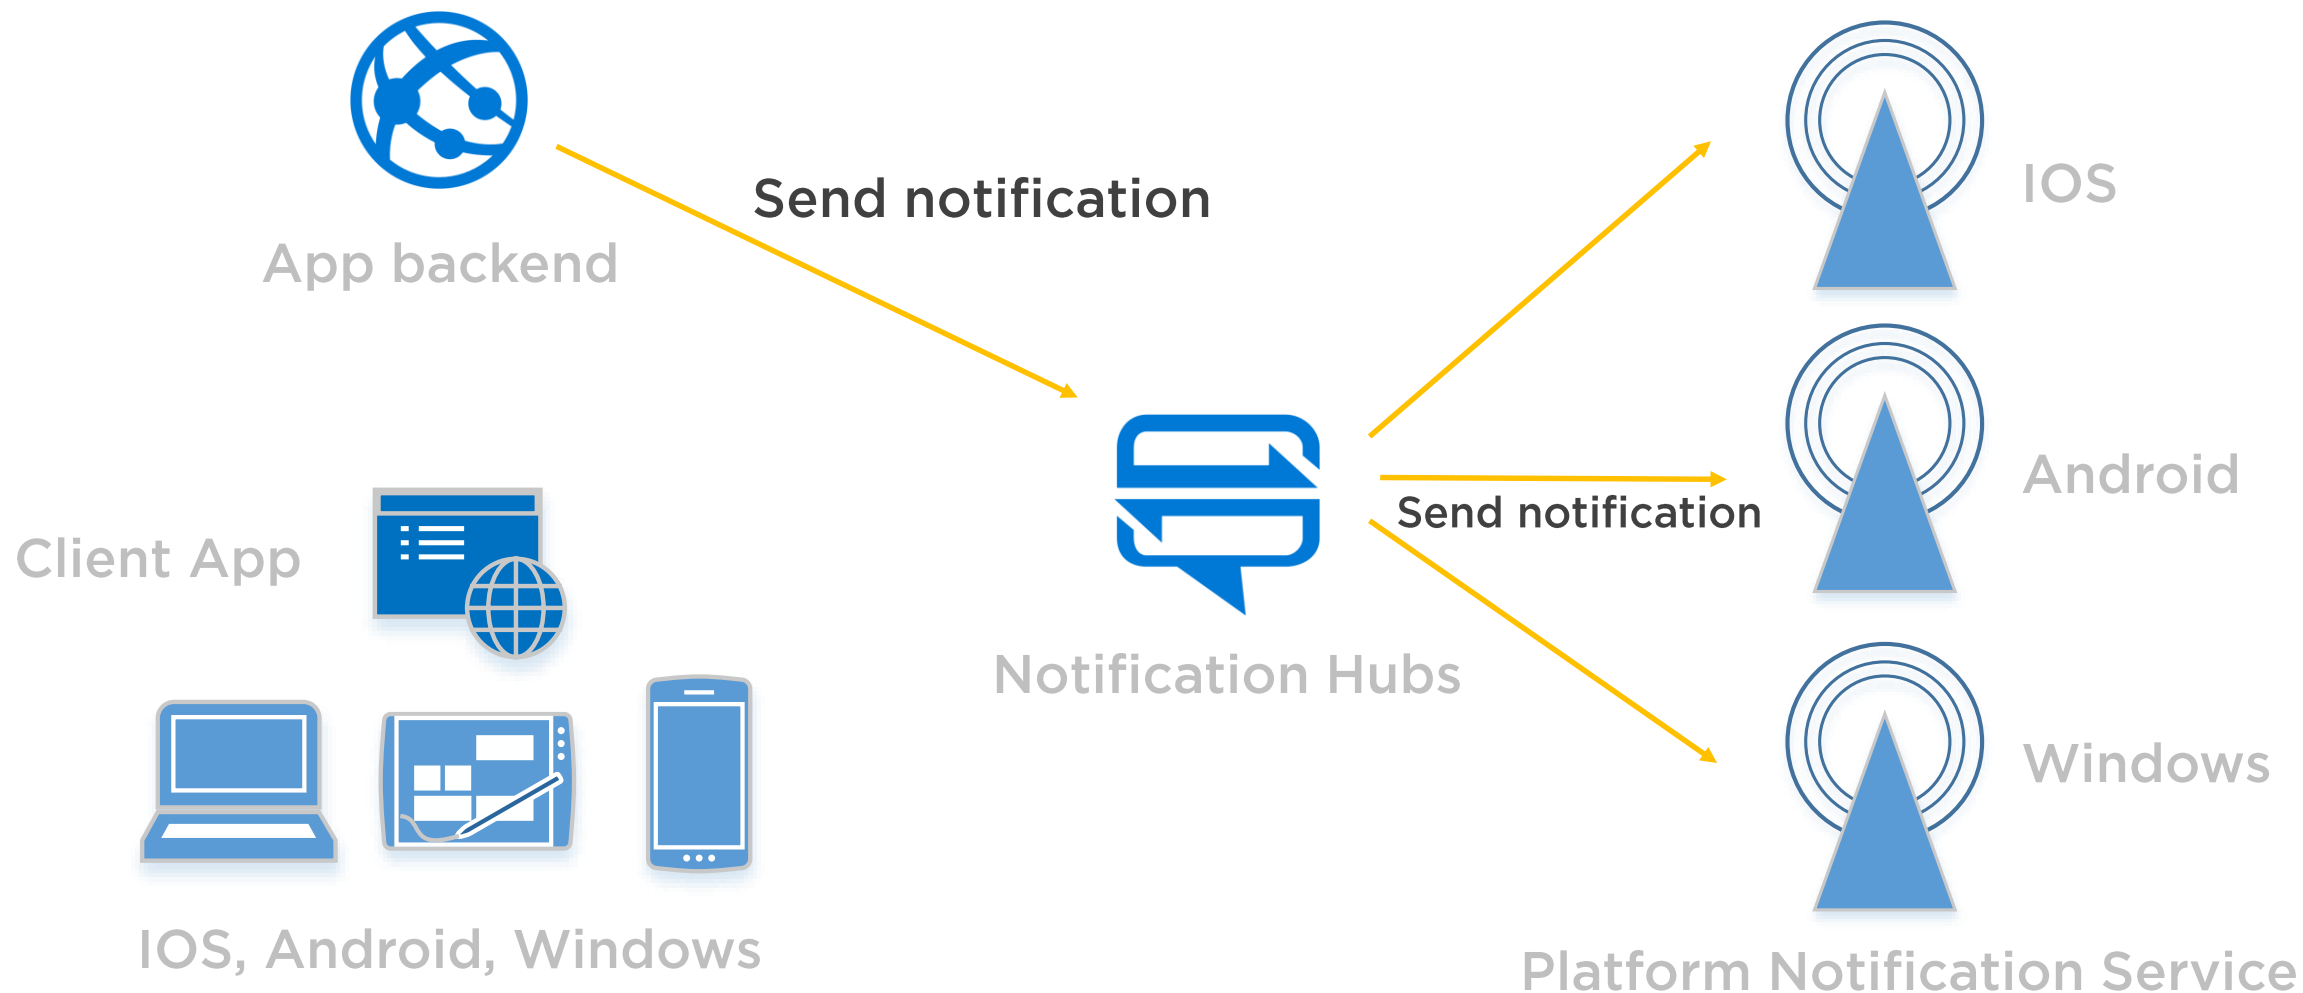 App backend
Send notification
IOS
Android
Send notification
Client App
Notification Hubs
Windows
IOS, Android, Windows
Platform Notification Service